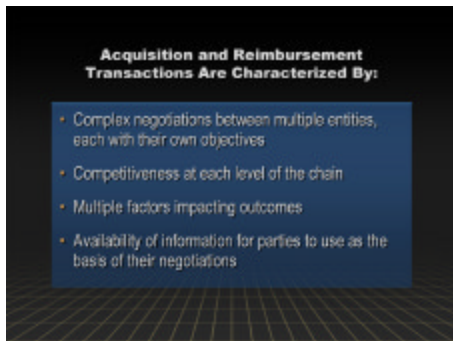 Acquisition and Reimbursement
Transactions Are Characterized By:
• Complex negotiations between multiple entities,
each with their own objectives
• Competitiveness at each level of the chain
• Multiple factors impacting outcomes
• Availability of information for parties to use as the
basis of their negotiations